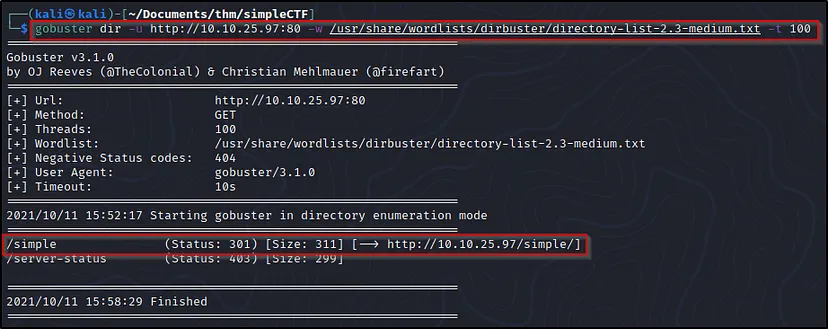 ┌──(kali㉿kali)-[~/Documents/thm/simpleCTF]
└─$ gobuster dir -u http://10.10.25.97:80 -w /usr/share/wordlists/dirbuster/directory-list-2.3-medium.txt -t 100
===============================================================
Gobuster v3.1.0
by OJ Reeves (@TheColonial) & Christian Mehlmauer (@firefart)
===============================================================
[+] Url:                     http://10.10.25.97:80
[+] Method:                  GET
[+] Threads:                 100
[+] Wordlist:                /usr/share/wordlists/dirbuster/directory-list-2.3-medium.txt
[+] Negative Status codes:   404
[+] User Agent:              gobuster/3.1.0
[+] Timeout:                 10s
===============================================================
2021/10/11 15:52:17 Starting gobuster in directory enumeration mode
===============================================================
/simple               (Status: 301) [Size: 311] [--> http://10.10.25.97/simple/]
/server-status        (Status: 403) [Size: 299]
===============================================================
2021/10/11 15:58:29 Finished
===============================================================